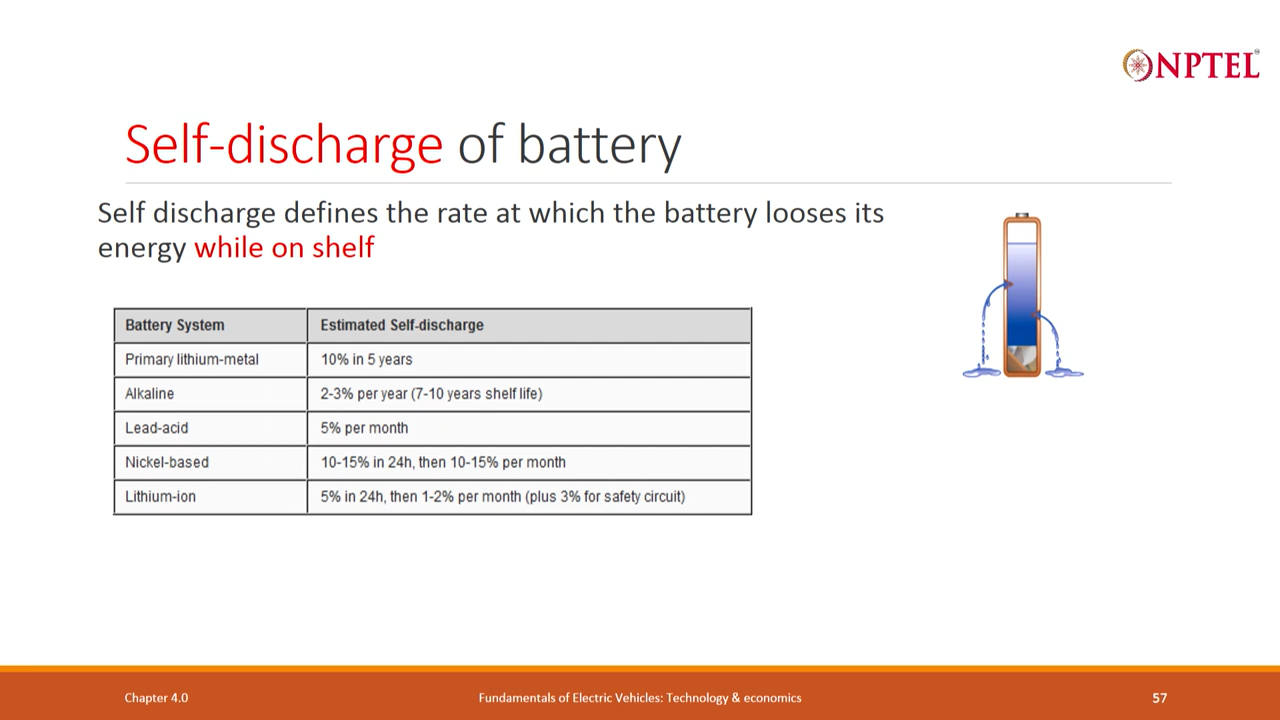 NPTEL
Self-discharge of battery
Self discharge defines the rate at which the battery looses its
energy while on shelf
Battery System Estimated Self-discharge
Primary lithium-metal 10% in 5 years
Alkaline 2-3% per year (7-10 years shelf life)
Lead-acid 5% per month
Nickel-based 10-15% in 24h, then 10-15% per month
Lithium-ion 5% in 24h, then 1-2% per month (plus 3% for safety circuit)
Chapter 4.0 Fundamentals of Electric Vehicles: Technology & economics 57